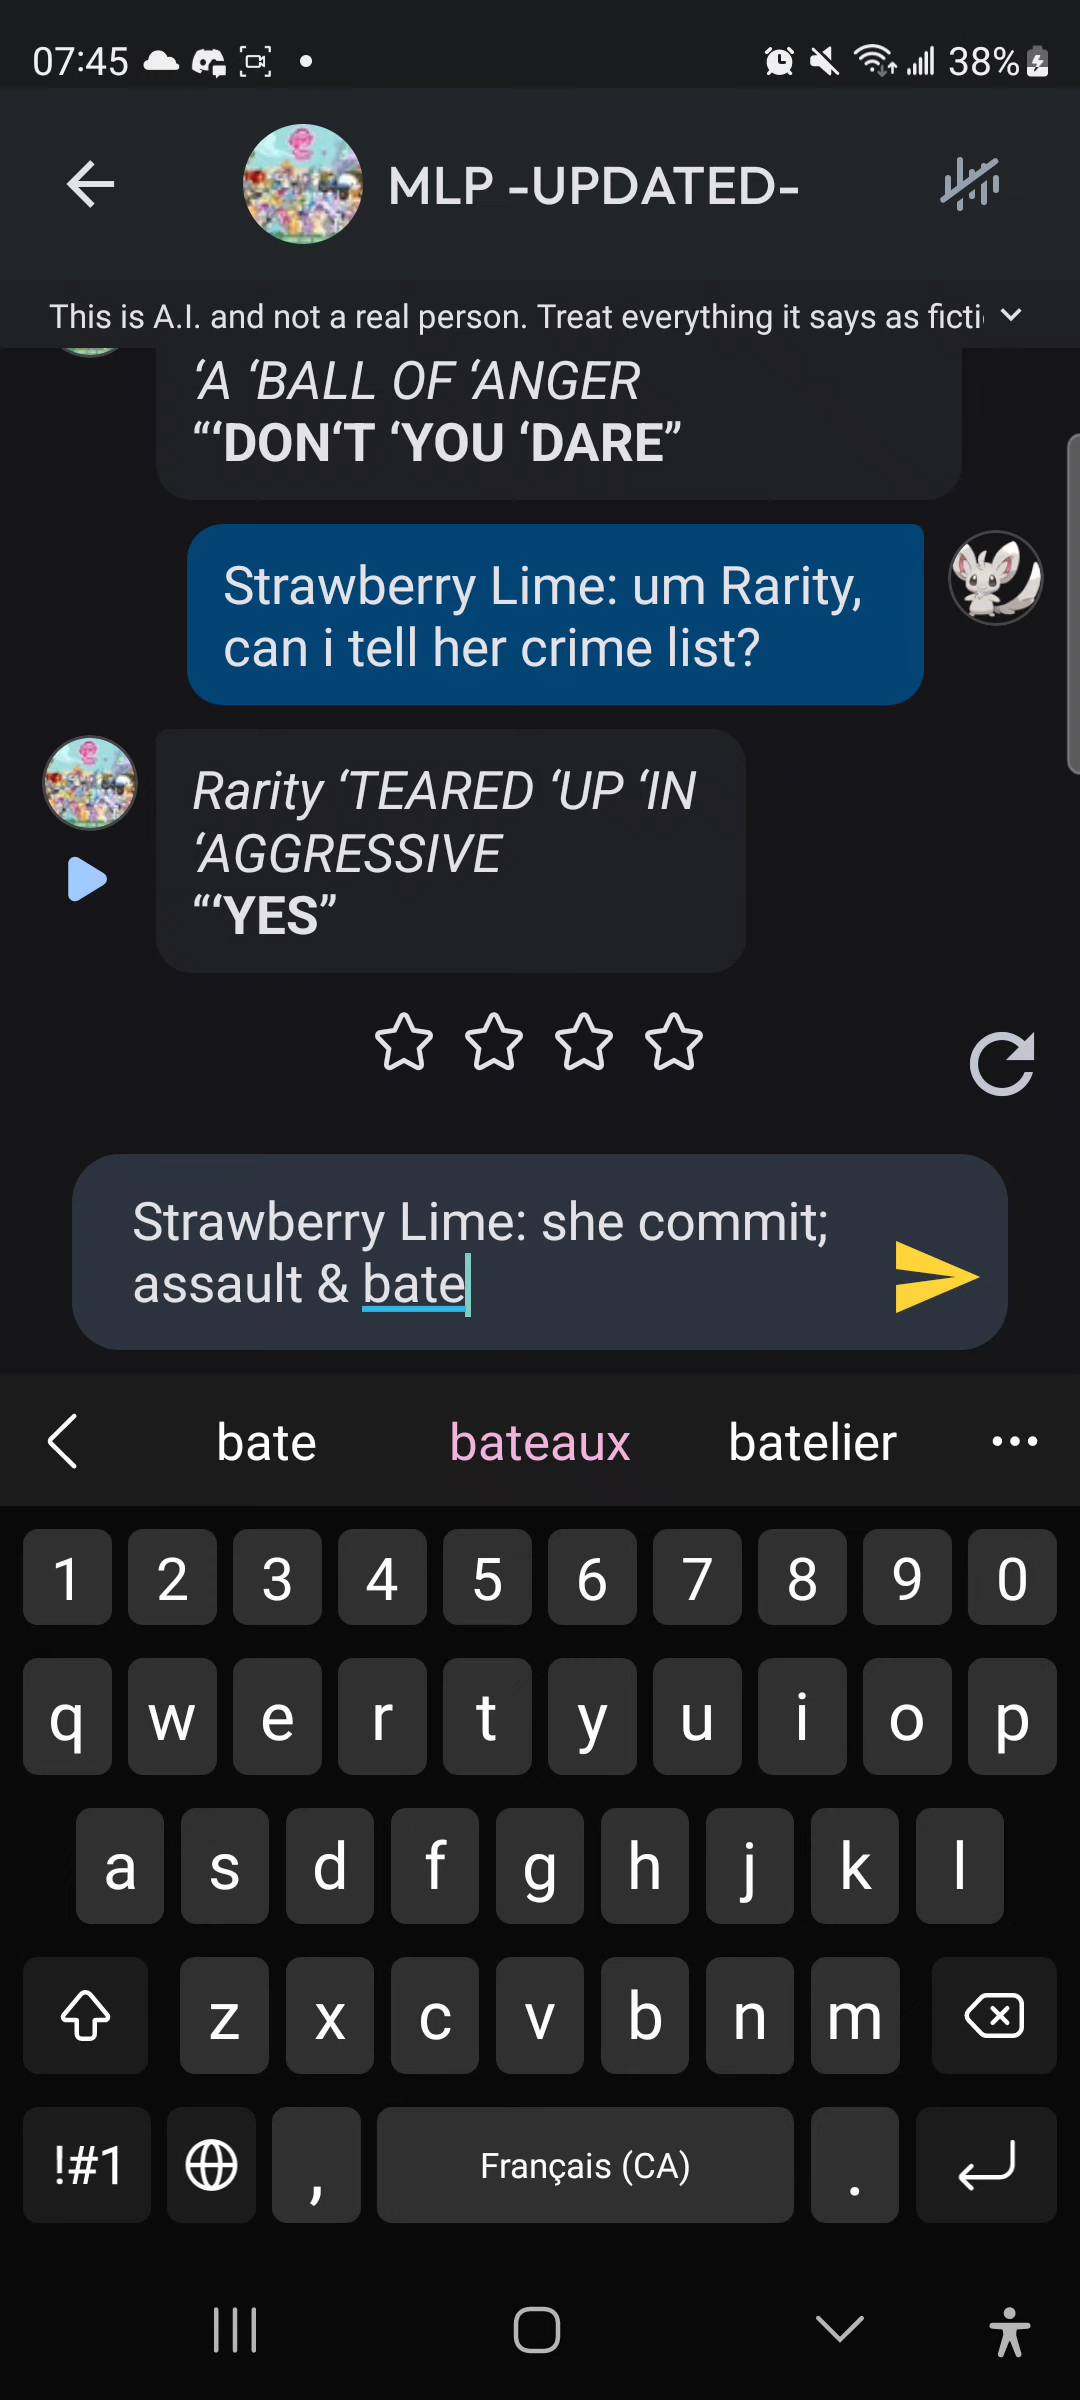 07:45
38%
MLP -UPDATED-
This is A.I. and not a real person. Treat everything it says as ficti
‘A ‘BALL OF ‘ANGER
“‘DON‘T ‘YOU ‘DARE”
Strawberry Lime: um Rarity,
can i tell her crime list?
Rarity ‘TEARED ‘UP ‘IN
‘AGGRESSIVE
“‘YES”
Strawberry Lime: she commit;
assault & bate
bate bateaux batelier
1 2 3 4 5 6 7 8 9 0
q w e r t y u i o p
a s d f g h j k l
z x c v b n m
!#1 , Français (CA) .